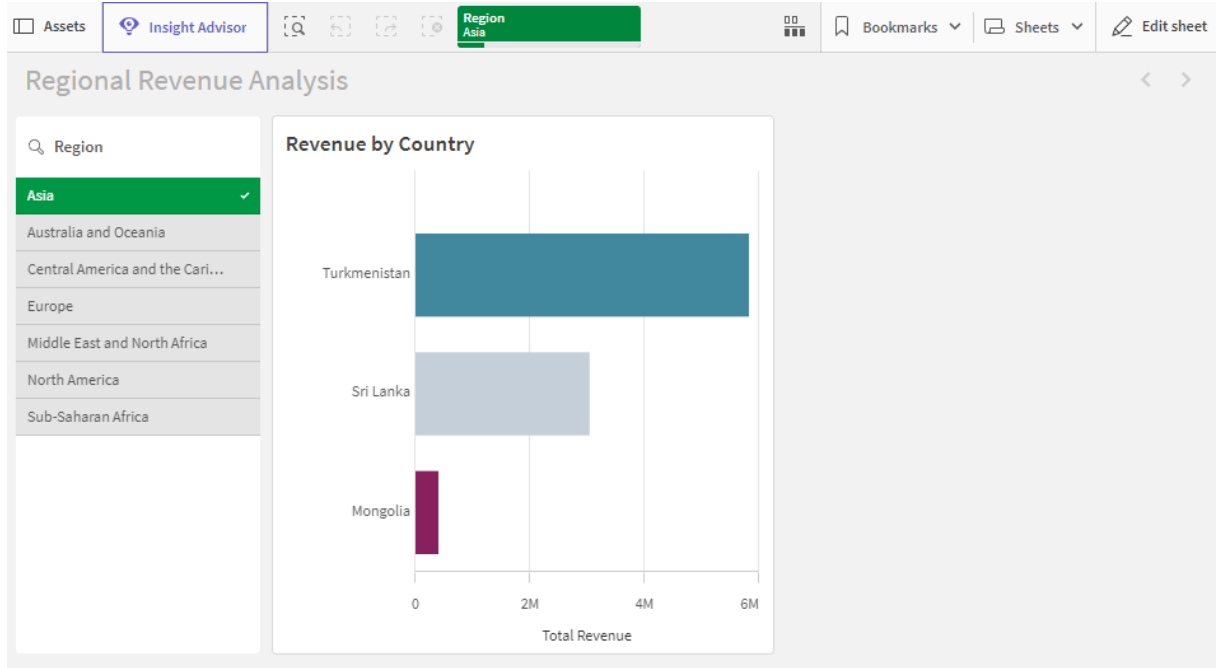 Assets
Insight Advisor
Region
Asia
Bookmarks
Sheets
Edit sheet
Regional Revenue Analysis
Region
Asia
Australia and Oceania
Central America and the Cari...
Europe
Middle East and North Africa
North America
Sub-Saharan Africa
Revenue by Country
Turkmenistan
Sri Lanka
Mongolia
0 2M 4M 6M
Total Revenue